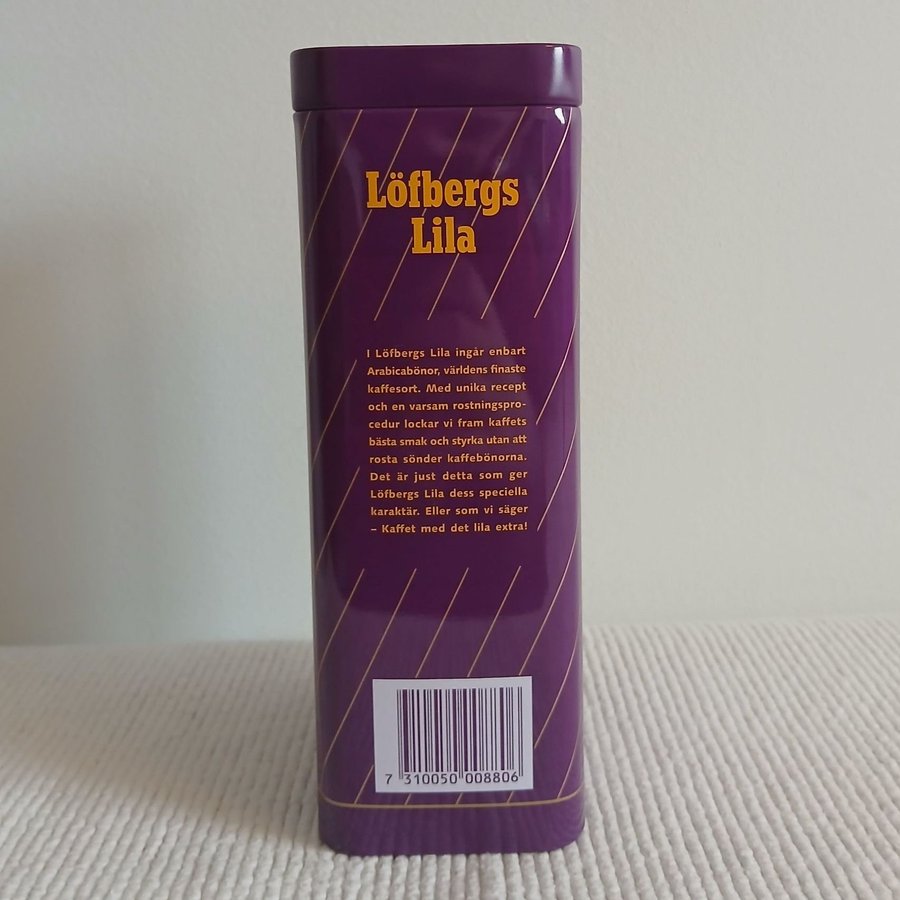 Löfbergs
Lila
I Löfbergs Lila ingår enbart
Arabicabönor, världens finaste
kaffesort. Med unika recept
och en varsam rostningspro-
cedur lockar vi fram kaffets
bästa smak och styrka utan att
rosta sönder kaffebönorna.
Det är just detta som ger
Löfbergs Lila dess speciella
karaktär. Eller som vi säger
– Kaffet med det lila extra!
7 310050 008806